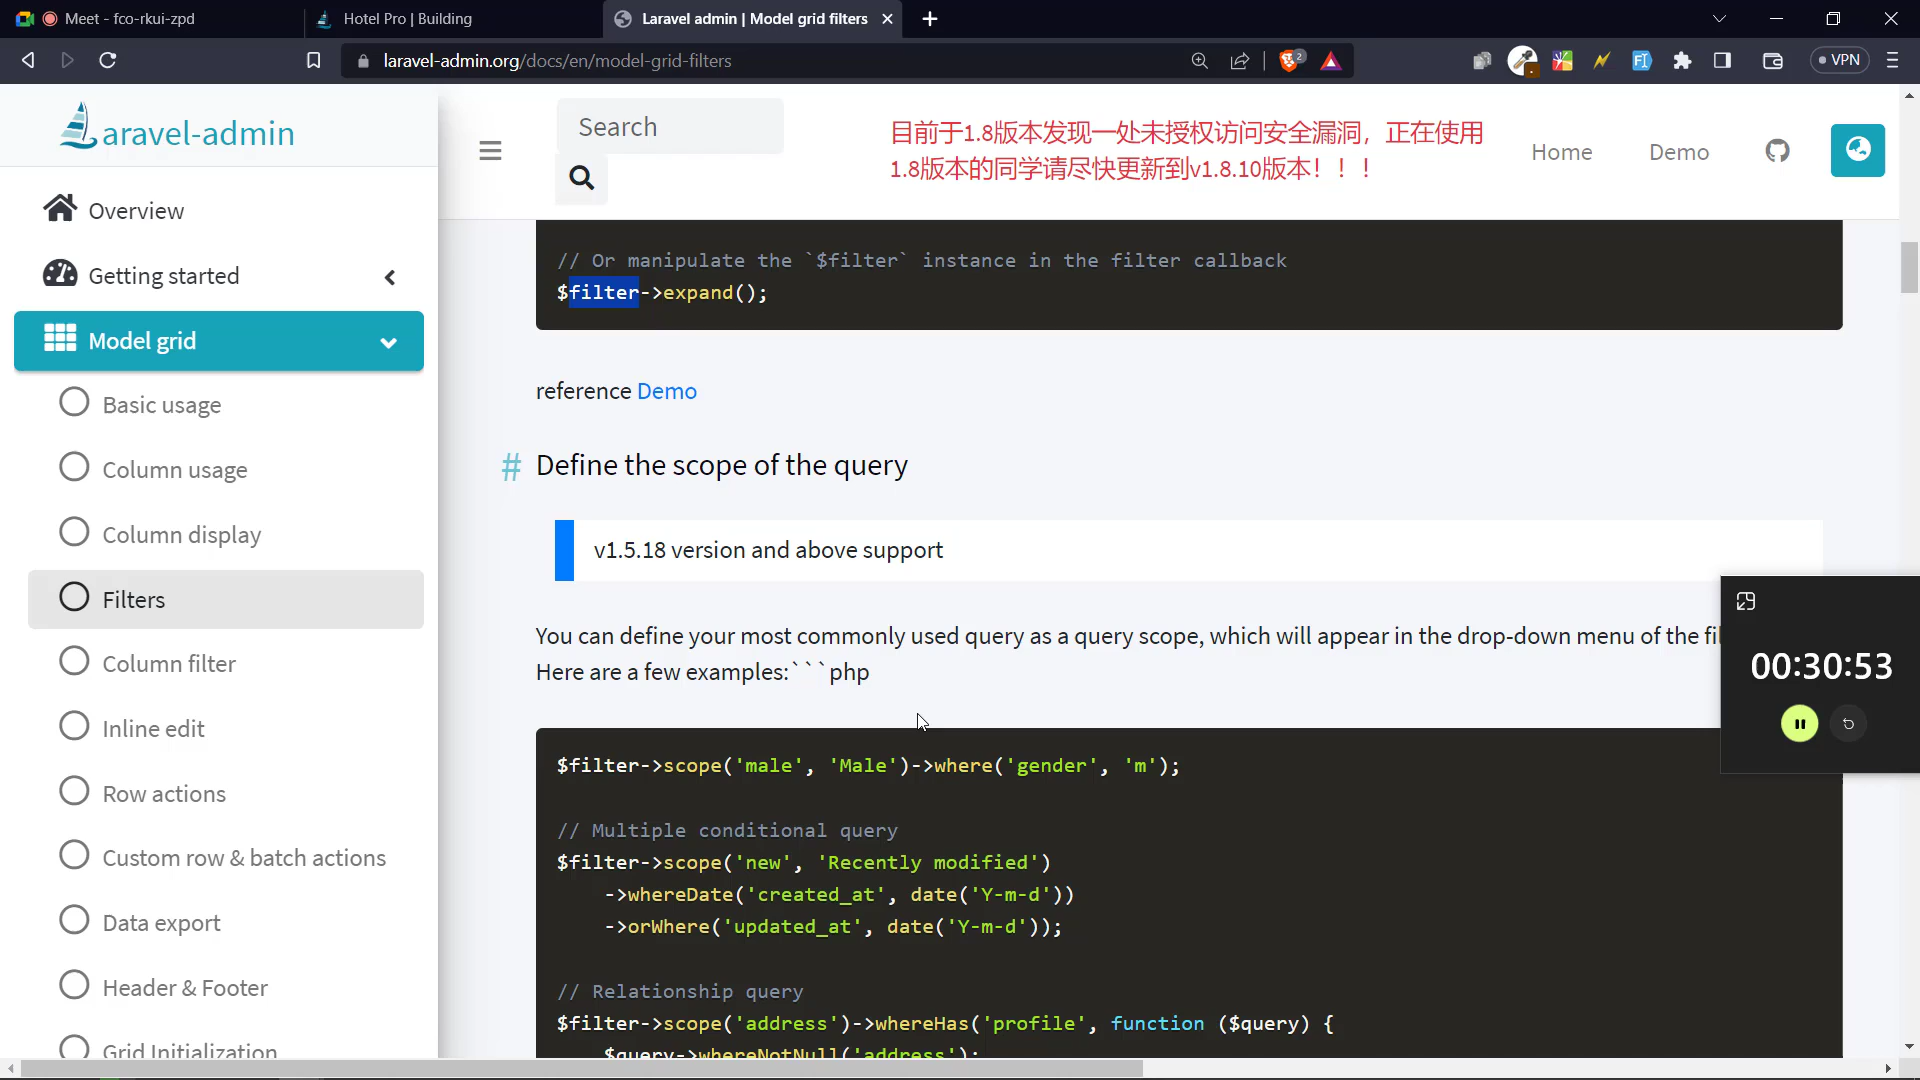 Meet - fco-rkui-zpd
Hotel Pro | Building
Laravel admin | Model grid filters
laravel-admin.org/docs/en/model-grid-filters
2
VPN
aravel-admin
Search
目前于1.8版本发现一处未授权访问安全漏洞，正在使用
1.8版本的同学请尽快更新到v1.8.10版本！！！
Home
Demo
Overview
Getting started
Model grid
Basic usage
Column usage
Column display
Filters
Column filter
Inline edit
Row actions
Custom row & batch actions
Data export
Header & Footer
Grid Initialization
// Or manipulate the `$filter` instance in the filter callback
$filter->expand();
reference Demo
# Define the scope of the query
v1.5.18 version and above support
You can define your most commonly used query as a query scope, which will appear in the drop-down menu of the fil
Here are a few examples:```php
$filter->scope('male', 'Male')->where('gender', 'm');
// Multiple conditional query
$filter->scope('new', 'Recently modified')
->whereDate('created_at', date('Y-m-d'))
->orWhere('updated_at', date('Y-m-d'));
// Relationship query
$filter->scope('address')->whereHas('profile', function ($query) {
$query->whereNotNull('address');
00:30:53